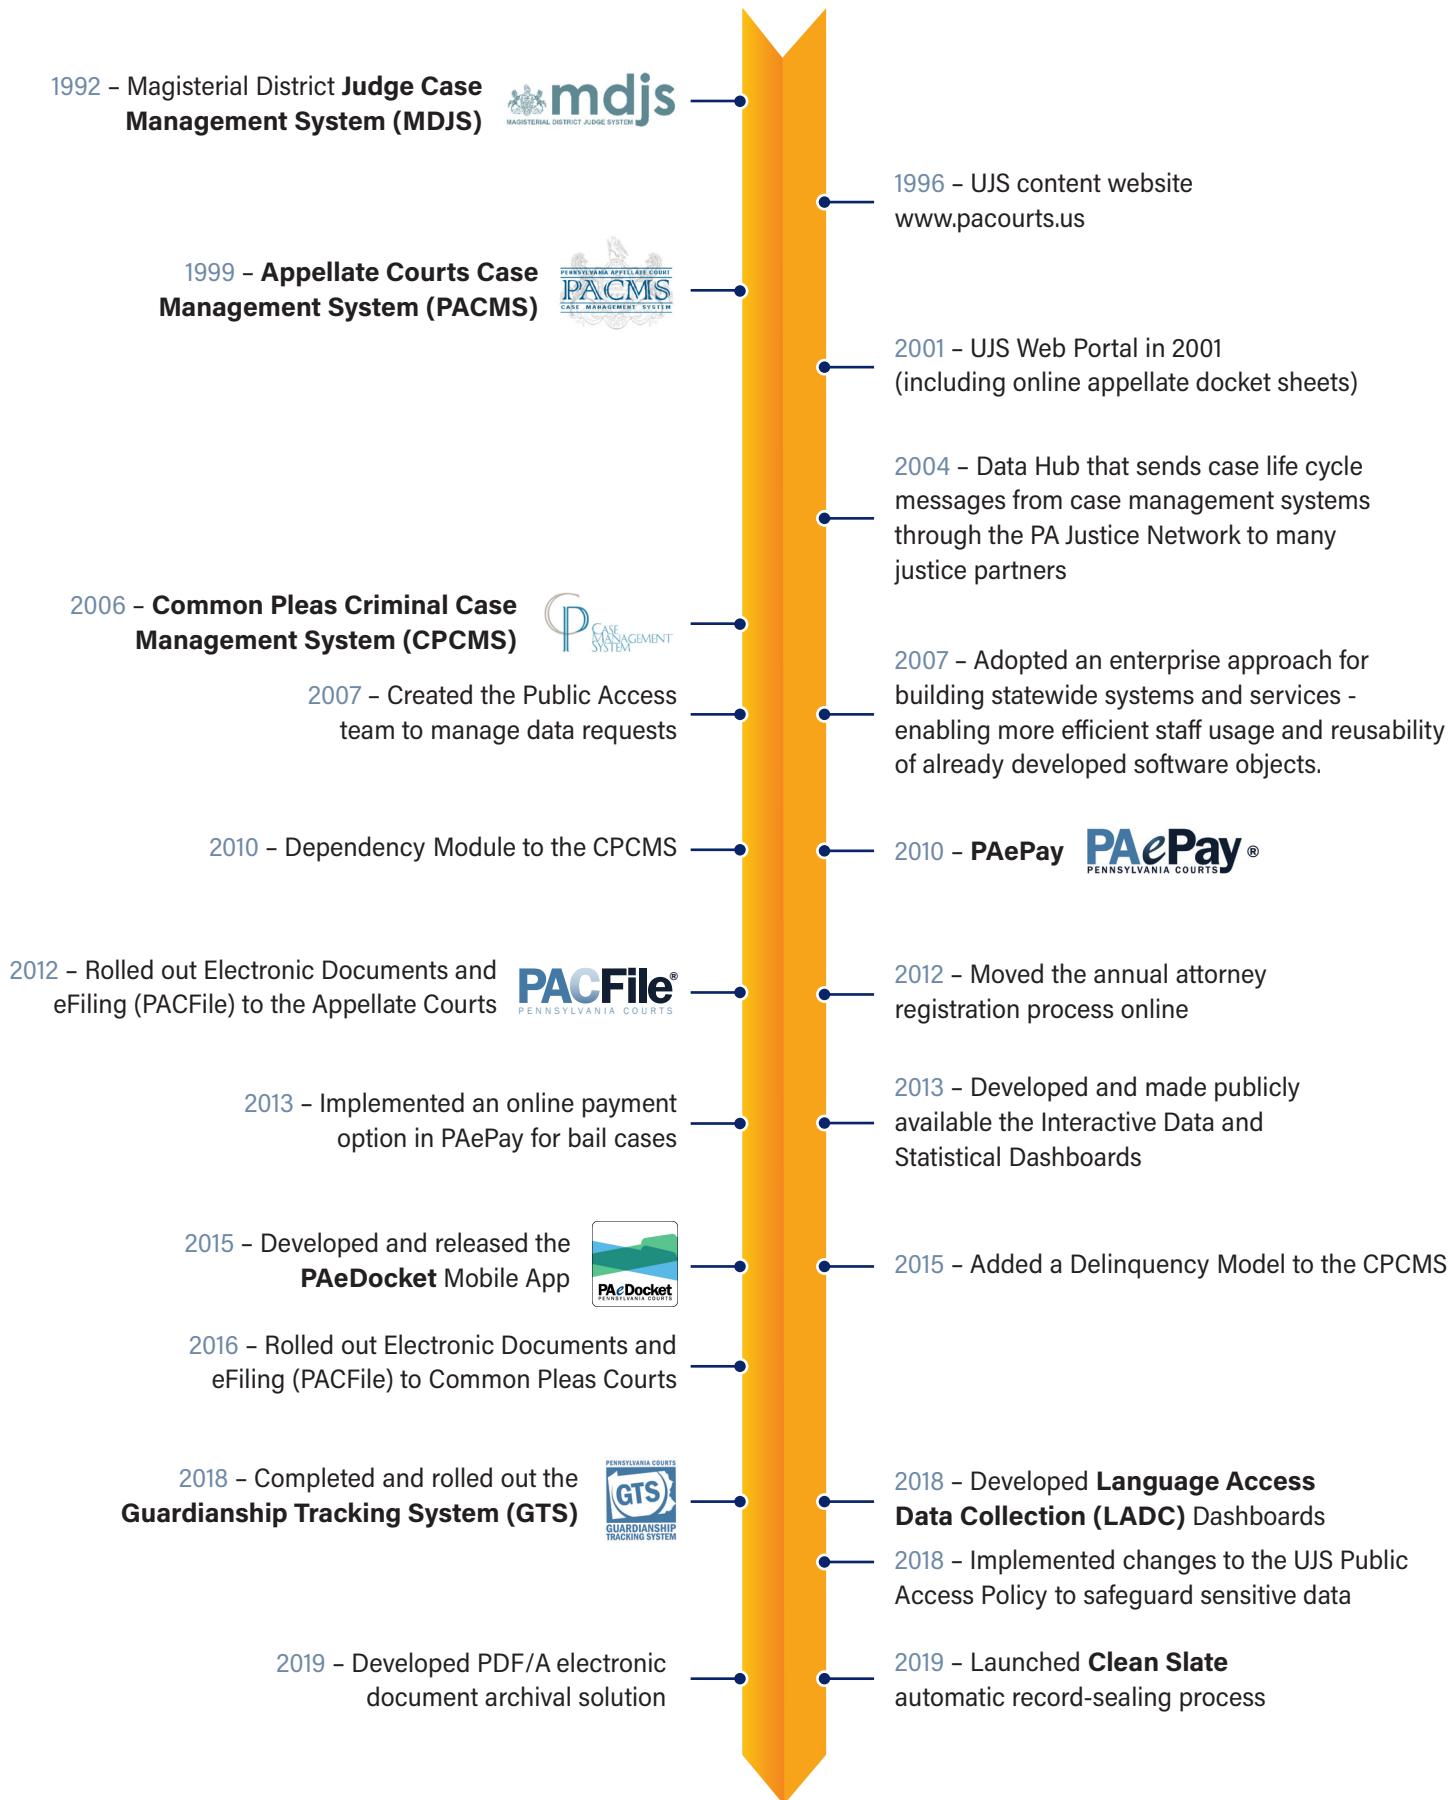 1992 – Magisterial District Judge Case
Management System (MDJS)
mdjs
MAGISTERIAL DISTRICT JUDGE SYSTEM
1996 – UJS content website
www.pacourts.us
1999 – Appellate Courts Case
Management System (PACMS)
PENNSYLVANIA APPELLATE COURT
PACMS
CASE MANAGEMENT SYSTEM
2001 – UJS Web Portal in 2001
(including online appellate docket sheets)
2004 – Data Hub that sends case life cycle
messages from case management systems
through the PA Justice Network to many
justice partners
2006 – Common Pleas Criminal Case
Management System (CPCMS)
CP
CASE
MANAGEMENT
SYSTEM
2007 – Created the Public Access
team to manage data requests
2007 – Adopted an enterprise approach for
building statewide systems and services -
enabling more efficient staff usage and reusability
of already developed software objects.
2010 – Dependency Module to the CPCMS
2010 – PAePay
PAePay®
PENNSYLVANIA COURTS
2012 – Rolled out Electronic Documents and
eFiling (PACFile) to the Appellate Courts
PACFile®
PENNSYLVANIA COURTS
2012 – Moved the annual attorney
registration process online
2013 – Implemented an online payment
option in PAePay for bail cases
2013 – Developed and made publicly
available the Interactive Data and
Statistical Dashboards
2015 – Developed and released the
PAeDocket Mobile App
PAeDocket
PENNSYLVANIA COURTS
2015 – Added a Delinquency Model to the CPCMS
2016 – Rolled out Electronic Documents and
eFiling (PACFile) to Common Pleas Courts
2018 – Completed and rolled out the
Guardianship Tracking System (GTS)
PENNSYLVANIA COURTS
GTS
GUARDIANSHIP
TRACKING SYSTEM
2018 – Developed Language Access
Data Collection (LADC) Dashboards
2018 – Implemented changes to the UJS Public
Access Policy to safeguard sensitive data
2019 – Developed PDF/A electronic
document archival solution
2019 – Launched Clean Slate
automatic record-sealing process